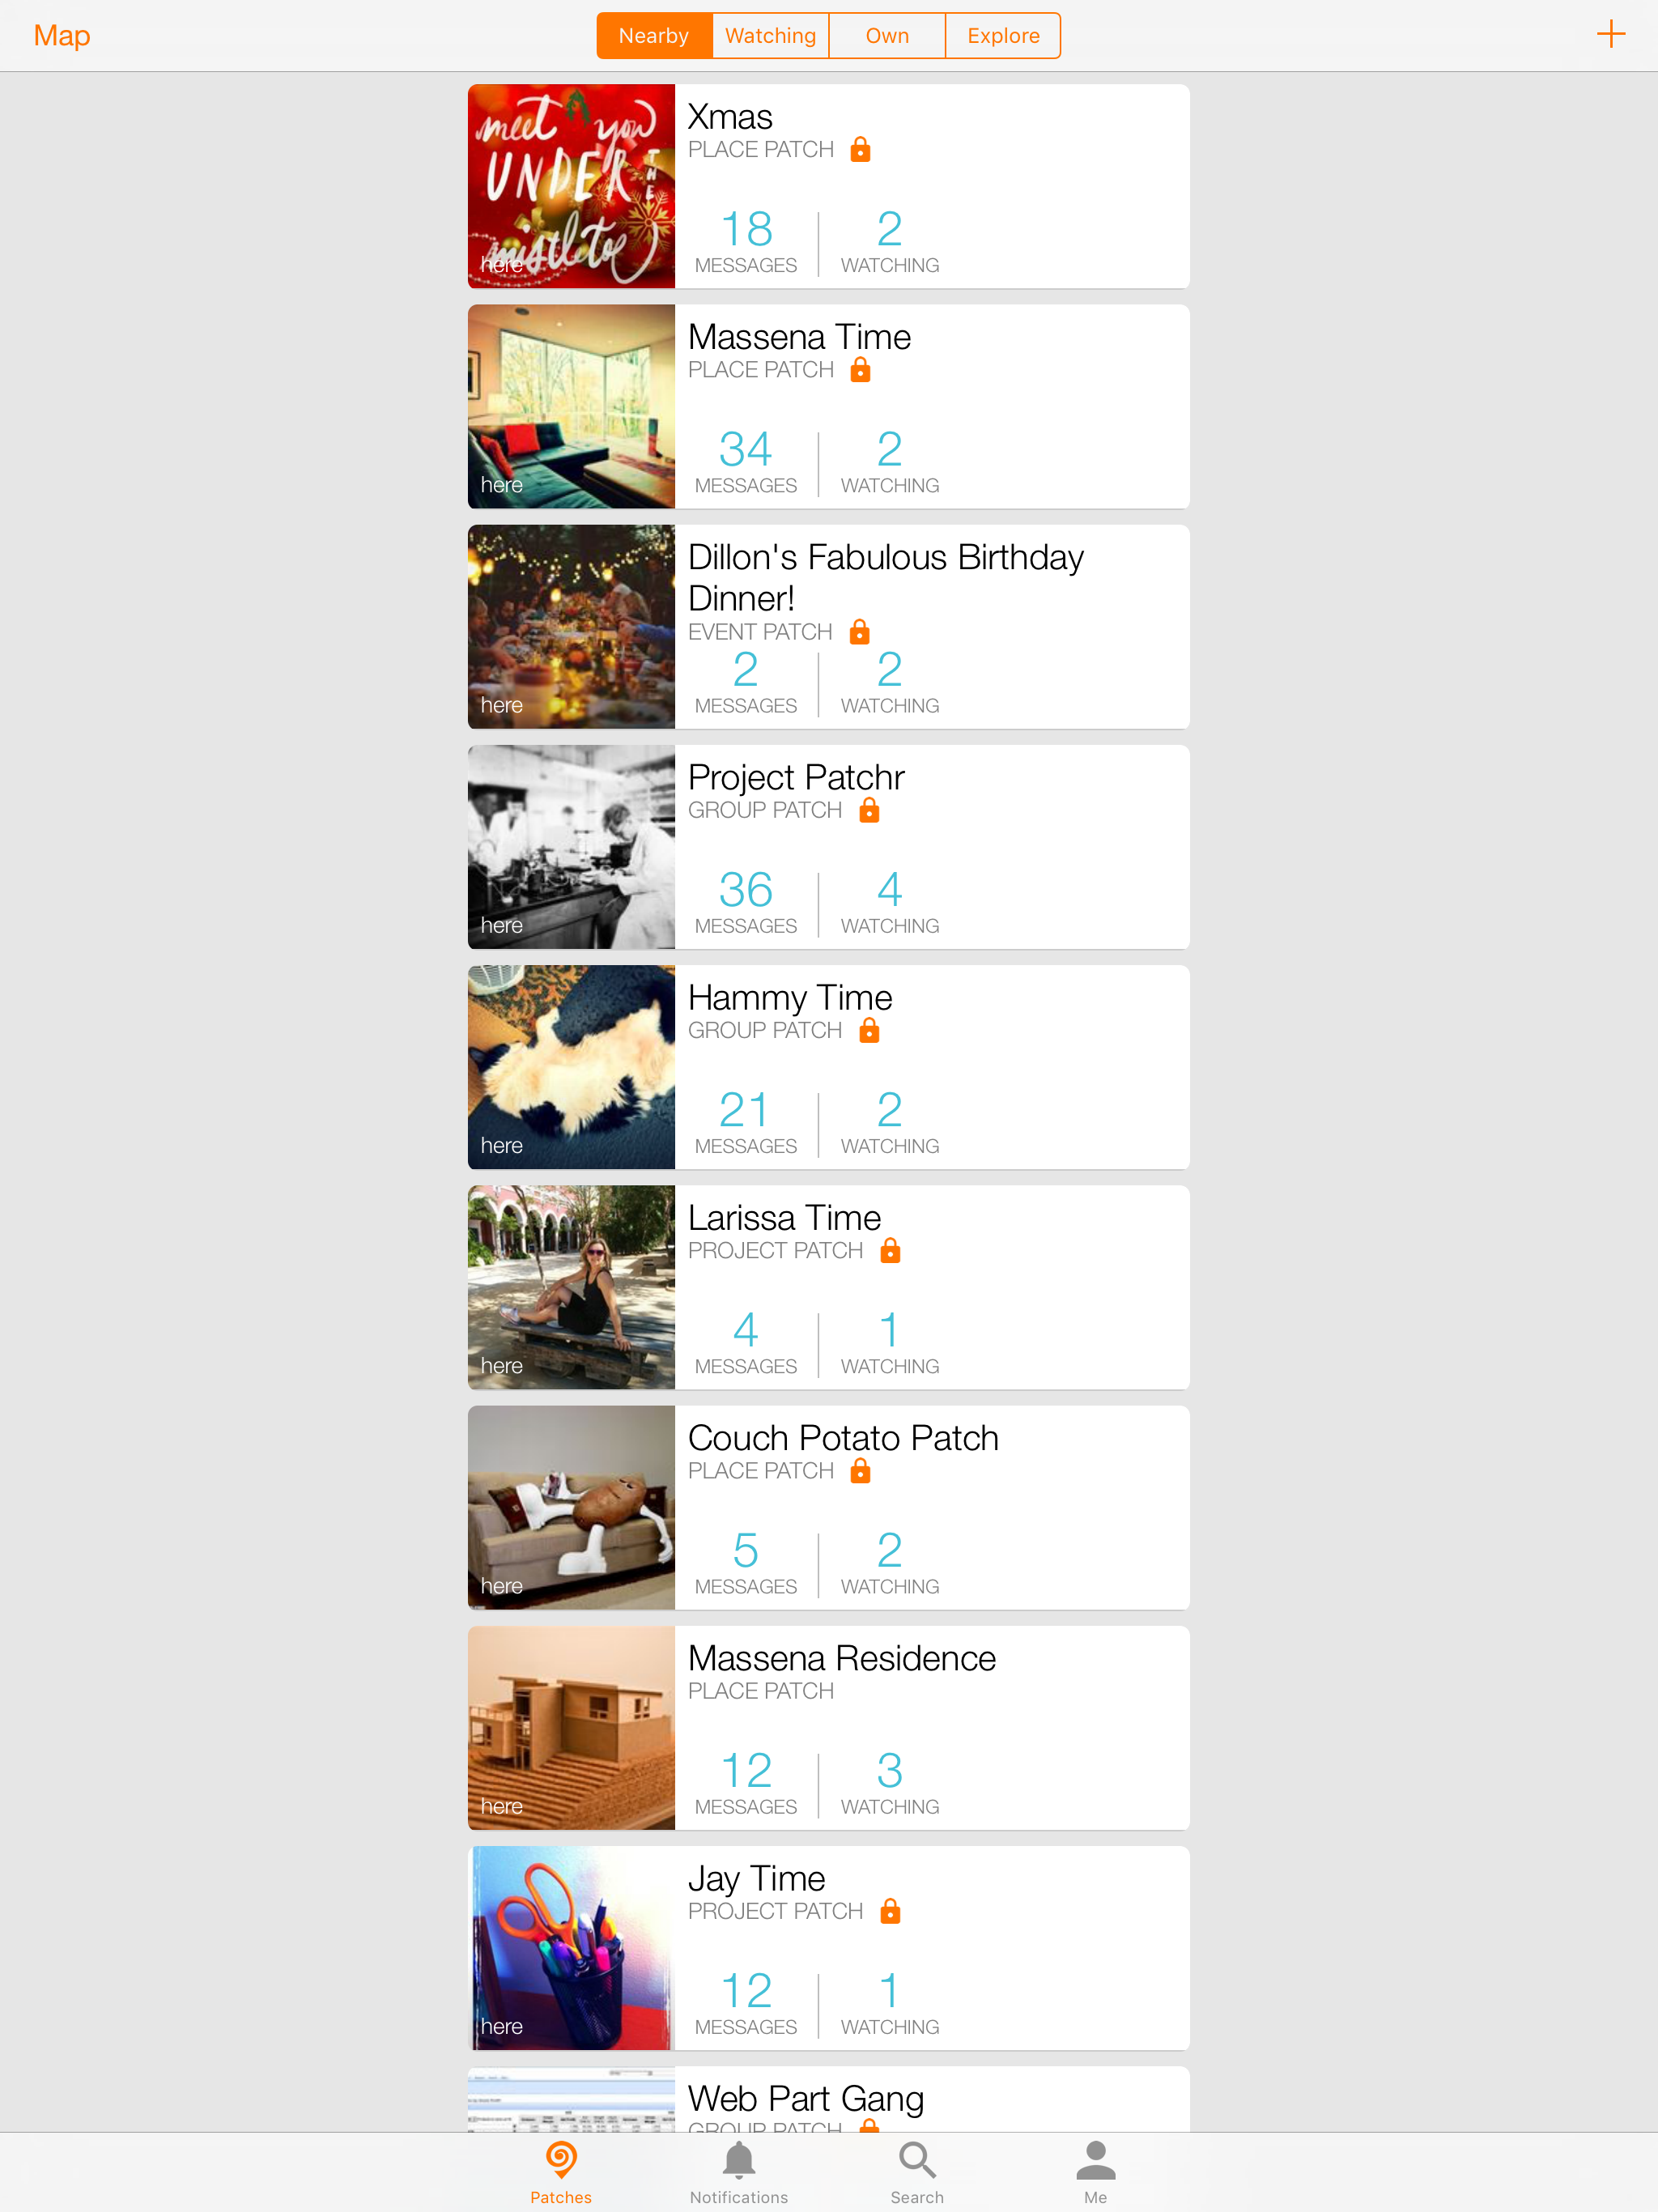 Map
Nearby
Watching
Own
Explore
meet you
UNDER
THE
mistletoe
here
Xmas
PLACE PATCH
18
2
MESSAGES
WATCHING
here
Massena Time
PLACE PATCH
34
2
MESSAGES
WATCHING
here
Dillon's Fabulous Birthday
Dinner!
EVENT PATCH
2
2
MESSAGES
WATCHING
here
Project Patchr
GROUP PATCH
36
4
MESSAGES
WATCHING
here
Hammy Time
GROUP PATCH
21
2
MESSAGES
WATCHING
here
Larissa Time
PROJECT PATCH
4
1
MESSAGES
WATCHING
here
Couch Potato Patch
PLACE PATCH
5
2
MESSAGES
WATCHING
here
Massena Residence
PLACE PATCH
12
3
MESSAGES
WATCHING
here
Jay Time
PROJECT PATCH
12
1
MESSAGES
WATCHING
here
Web Part Gang
GROUP PATCH
Patches
Notifications
Search
Me